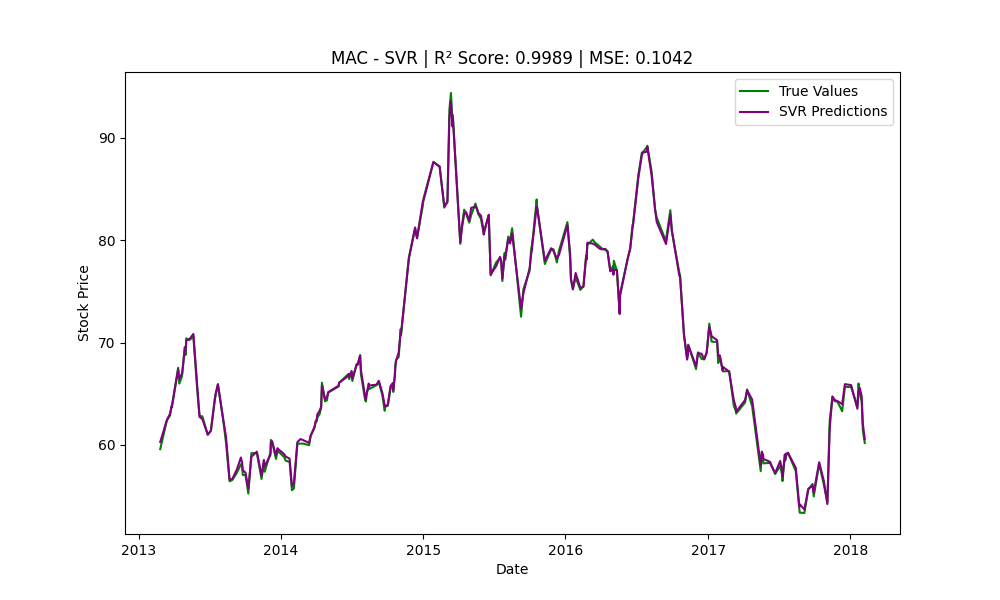 MAC - SVR | R² Score: 0.9989 | MSE: 0.1042
True Values
SVR Predictions
Stock Price
90
80
70
60
2013
2014
2015
2016
2017
2018
Date